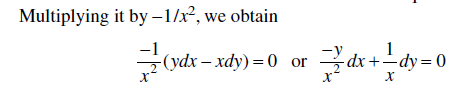 Multiplying it by –1/x², we obtain
−1/x² (ydx – xdy) = 0 or −y/x² dx + 1/x dy = 0